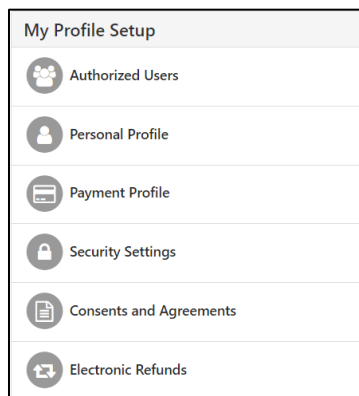 My Profile Setup
Authorized Users
Personal Profile
Payment Profile
Security Settings
Consents and Agreements
Electronic Refunds